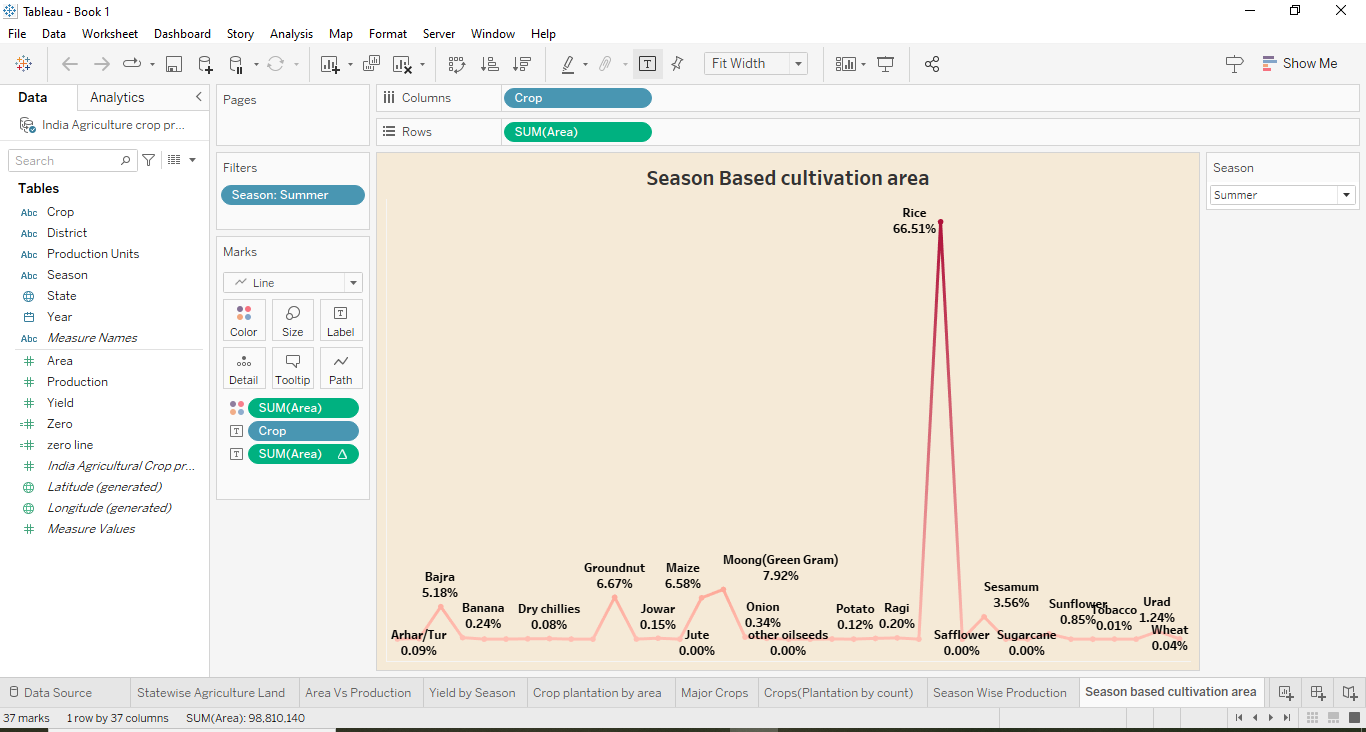 Tableau - Book 1
File Data Worksheet Dashboard Story Analysis Map Format Server Window Help
Fit Width
Show Me
Data Analytics
India Agriculture crop pr...
Search
Tables
Abc Crop
Abc District
Abc Production Units
Abc Season
State
Year
Abc Measure Names
Area
Production
Yield
Zero
zero line
India Agricultural Crop pr...
Latitude (generated)
Longitude (generated)
Measure Values
Pages
Filters
Season: Summer
Marks
Line
Color Size Label
Detail Tooltip Path
SUM(Area)
Crop
SUM(Area) Δ
Columns Crop
Rows SUM(Area)
Season Based cultivation area
Rice
66.51%
Bajra
5.18%
Banana
0.24%
Arhar/Tur
0.09%
Dry chillies
0.08%
Groundnut
6.67%
Jowar
0.15%
Maize
6.58%
Jute
0.00%
Moong(Green Gram)
7.92%
Onion
0.34%
other oilseeds
0.00%
Potato
0.12%
Ragi
0.20%
Safflower
0.00%
Sesamum
3.56%
Sugarcane
0.00%
Sunflower
0.85%
Tobacco
0.01%
Urad
1.24%
Wheat
0.04%
Season
Summer
Data Source Statewise Agriculture Land Area Vs Production Yield by Season Crop plantation by area Major Crops Crops(Plantation by count) Season Wise Production Season based cultivation area
37 marks 1 row by 37 columns SUM(Area): 98,810,140